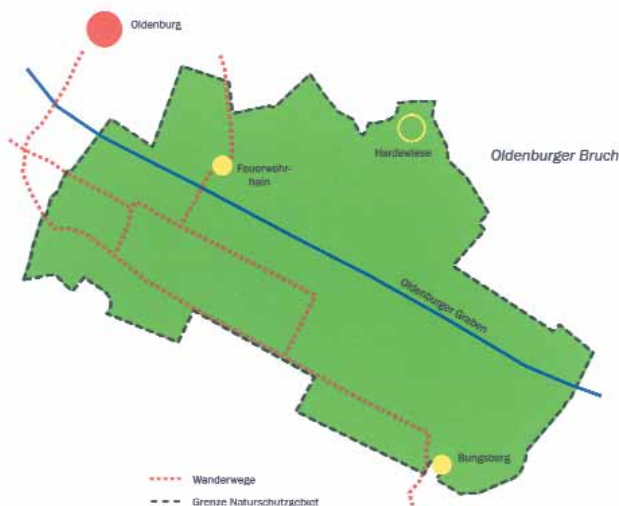 Oldenburg
Feuerwehr-
hain
Hardewiese
Oldenburger Bruch
Oldenburger Graben
Bungsberg
Wanderwege
Grenze Naturschutzgebiet